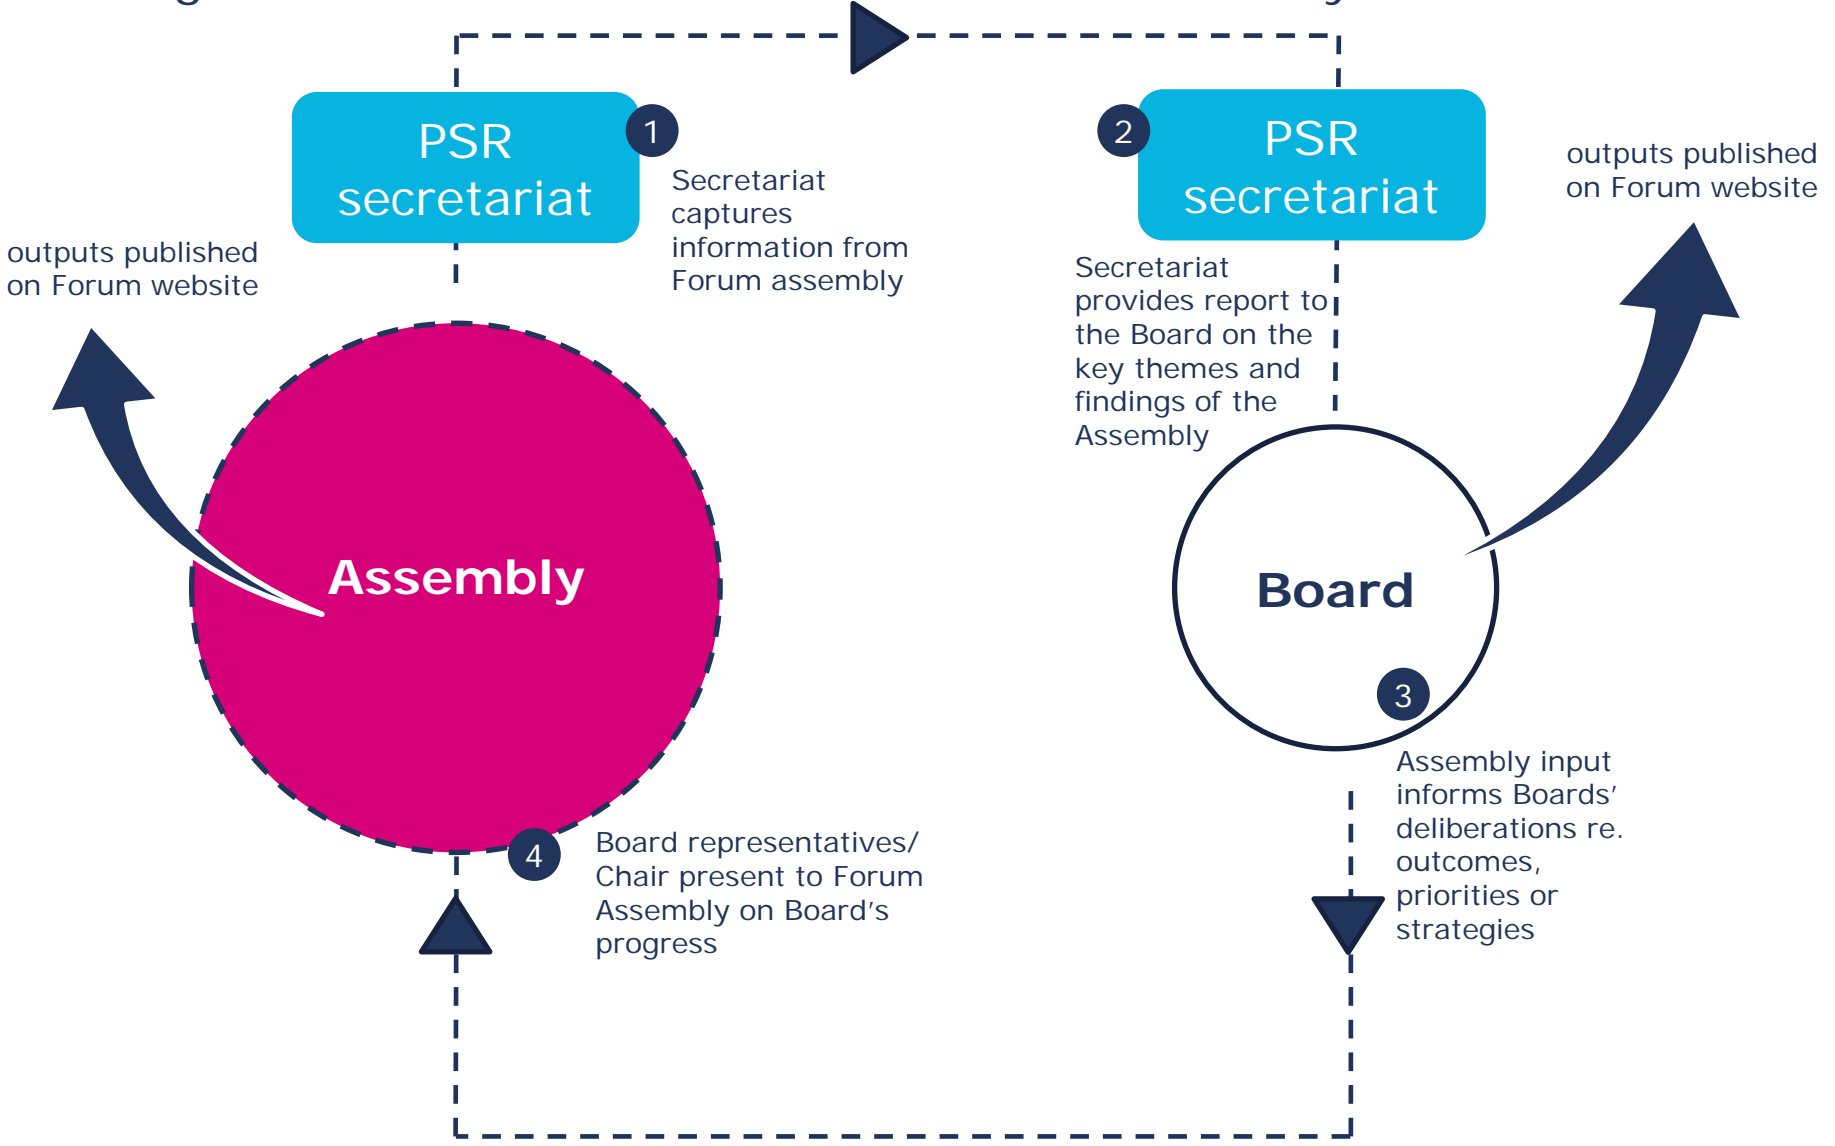 PSR
secretariat
1
Secretariat
captures
information from
Forum assembly
2
PSR
secretariat
outputs published
on Forum website
outputs published
on Forum website
Secretariat
provides report to
the Board on the
key themes and
findings of the
Assembly
Assembly
Board
3
Assembly input
informs Boards’
deliberations re.
outcomes,
priorities or
strategies
4
Board representatives/
Chair present to Forum
Assembly on Board’s
progress